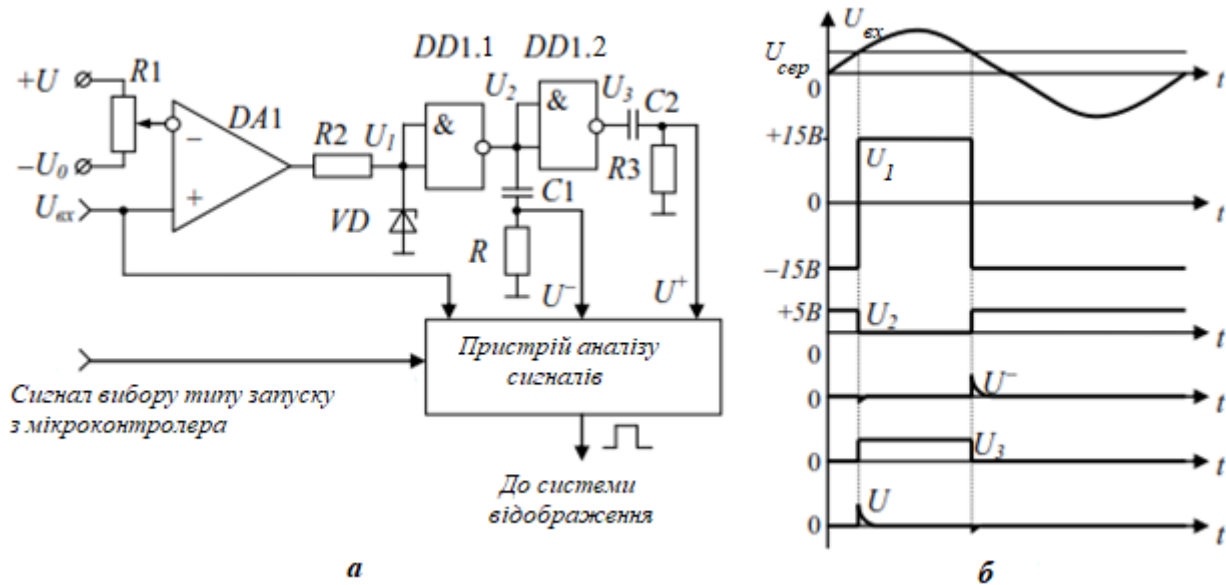 DD1.1 DD1.2
+U R1
DA1
R2 U₁
& U₂ & U₃ C2
–U₀
–
+
Uвх
VD
C1
R
R3
U⁻ U⁺
Пристрій аналізу
сигналів
Сигнал вибору типу запуску
з мікроконтролера
До системи
відображення
а
Uвх
Uсер
0
t
+15В
U₁
0
t
–15В
+5В
U₂
t
0
0
U⁻
t
0
U₃
t
0
U
t
б